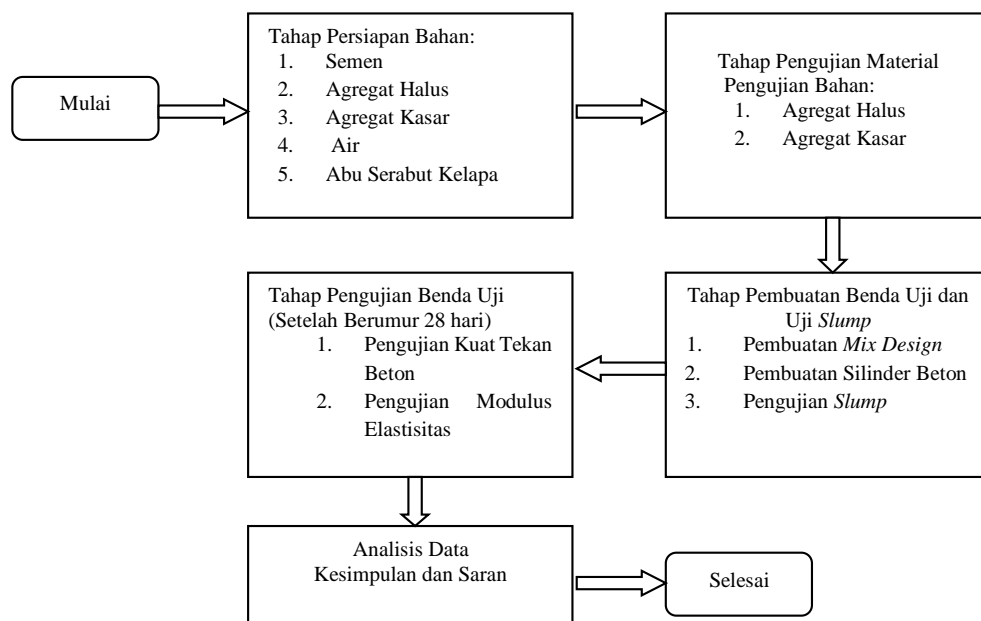 Mulai
Tahap Persiapan Bahan:
1. Semen
2. Agregat Halus
3. Agregat Kasar
4. Air
5. Abu Serabut Kelapa
Tahap Pengujian Material
Pengujian Bahan:
1. Agregat Halus
2. Agregat Kasar
Tahap Pembuatan Benda Uji dan
Uji Slump
1. Pembuatan Mix Design
2. Pembuatan Silinder Beton
3. Pengujian Slump
Tahap Pengujian Benda Uji
(Setelah Berumur 28 hari)
1. Pengujian Kuat Tekan
Beton
2. Pengujian Modulus
Elastisitas
Analisis Data
Kesimpulan dan Saran
Selesai